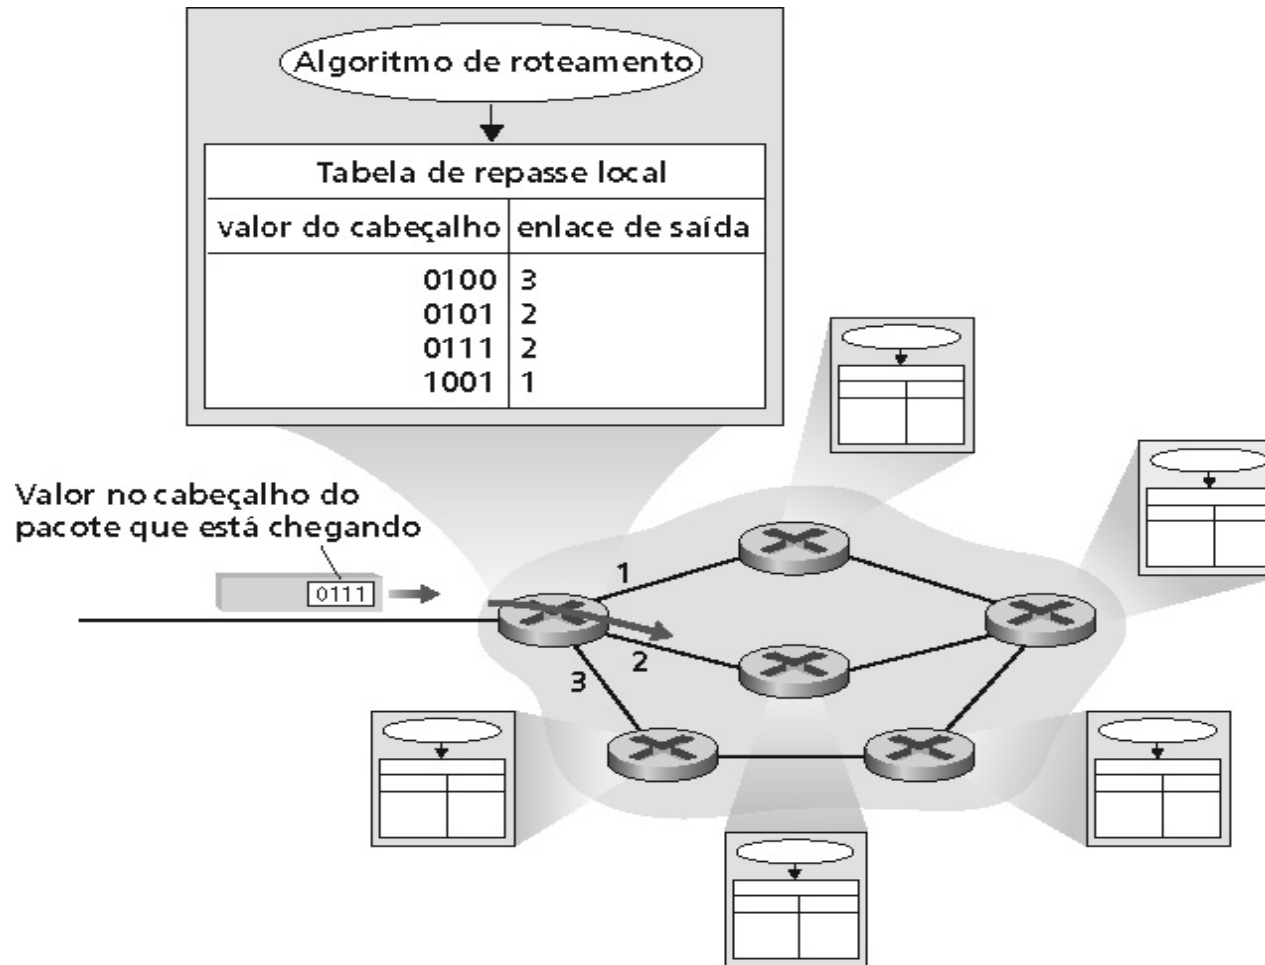 Algoritmo de roteamento
Tabela de repasse local
valor do cabeçalho enlace de saída
0100 3
0101 2
0111 2
1001 1
Valor no cabeçalho do
pacote que está chegando
0111
1
2
3